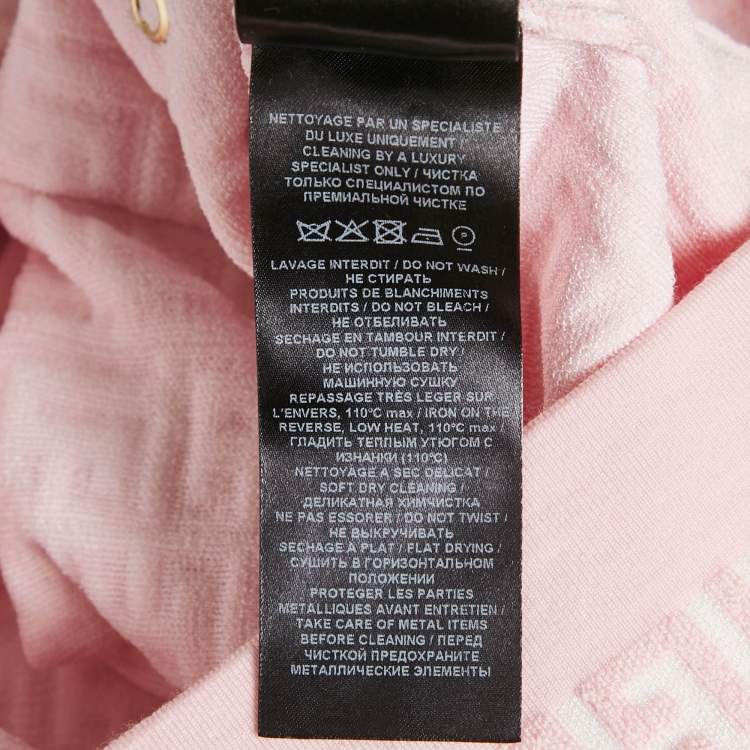 NETTOYAGE PAR UN SPECIALISTE
DU LUXE UNIQUEMENT /
CLEANING BY A LUXURY
SPECIALIST ONLY / ЧИСТКА
ТОЛЬКО СПЕЦИАЛИСТОМ ПО
ПРЕМИАЛЬНОЙ ЧИСТКЕ
P
LAVAGE INTERDIT / DO NOT WASH /
НЕ СТИРАТЬ
PRODUITS DE BLANCHIMENTS
INTERDITS / DO NOT BLEACH /
НЕ ОТБЕЛИВАТЬ
SECHAGE EN TAMBOUR INTERDIT /
DO NOT TUMBLE DRY /
НЕ ИСПОЛЬЗОВАТЬ
МАШИННУЮ СУШКУ
REPASSAGE TRÈS LEGER SUR
L'ENVERS, 110°C max / IRON ON THE
REVERSE, LOW HEAT, 110°C max /
ГЛАДИТЬ ТЕПЛЫМ УТЮГОМ С
ИЗНАНКИ (110°C)
NETTOYAGE A SEC DELICAT /
SOFT DRY CLEANING /
ДЕЛИКАТНАЯ ХИМЧИСТКА
NE PAS ESSORER / DO NOT TWIST /
НЕ ВЫКРУЧИВАТЬ
SECHAGE A PLAT / FLAT DRYING /
СУШИТЬ В ГОРИЗОНТАЛЬНОМ
ПОЛОЖЕНИИ
PROTEGER LES PARTIES
METALLIQUES AVANT ENTRETIEN /
TAKE CARE OF METAL ITEMS
BEFORE CLEANING / ПЕРЕД
ЧИСТКОЙ ПРЕДОХРАНИТЕ
МЕТАЛЛИЧЕСКИЕ ЭЛЕМЕНТЫ